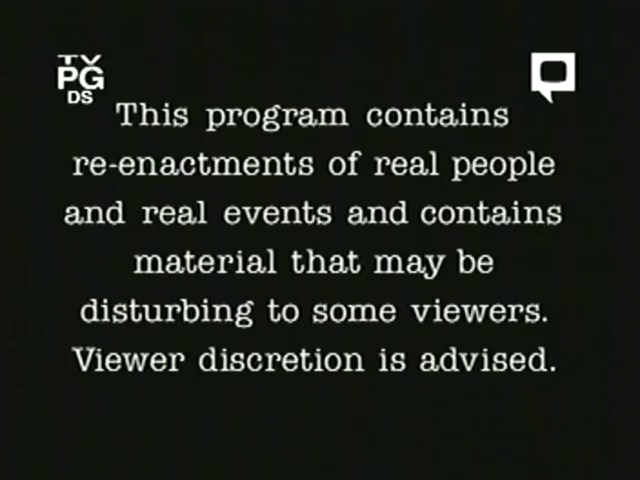 TV
PG
DS
This program contains
re-enactments of real people
and real events and contains
material that may be
disturbing to some viewers.
Viewer discretion is advised.